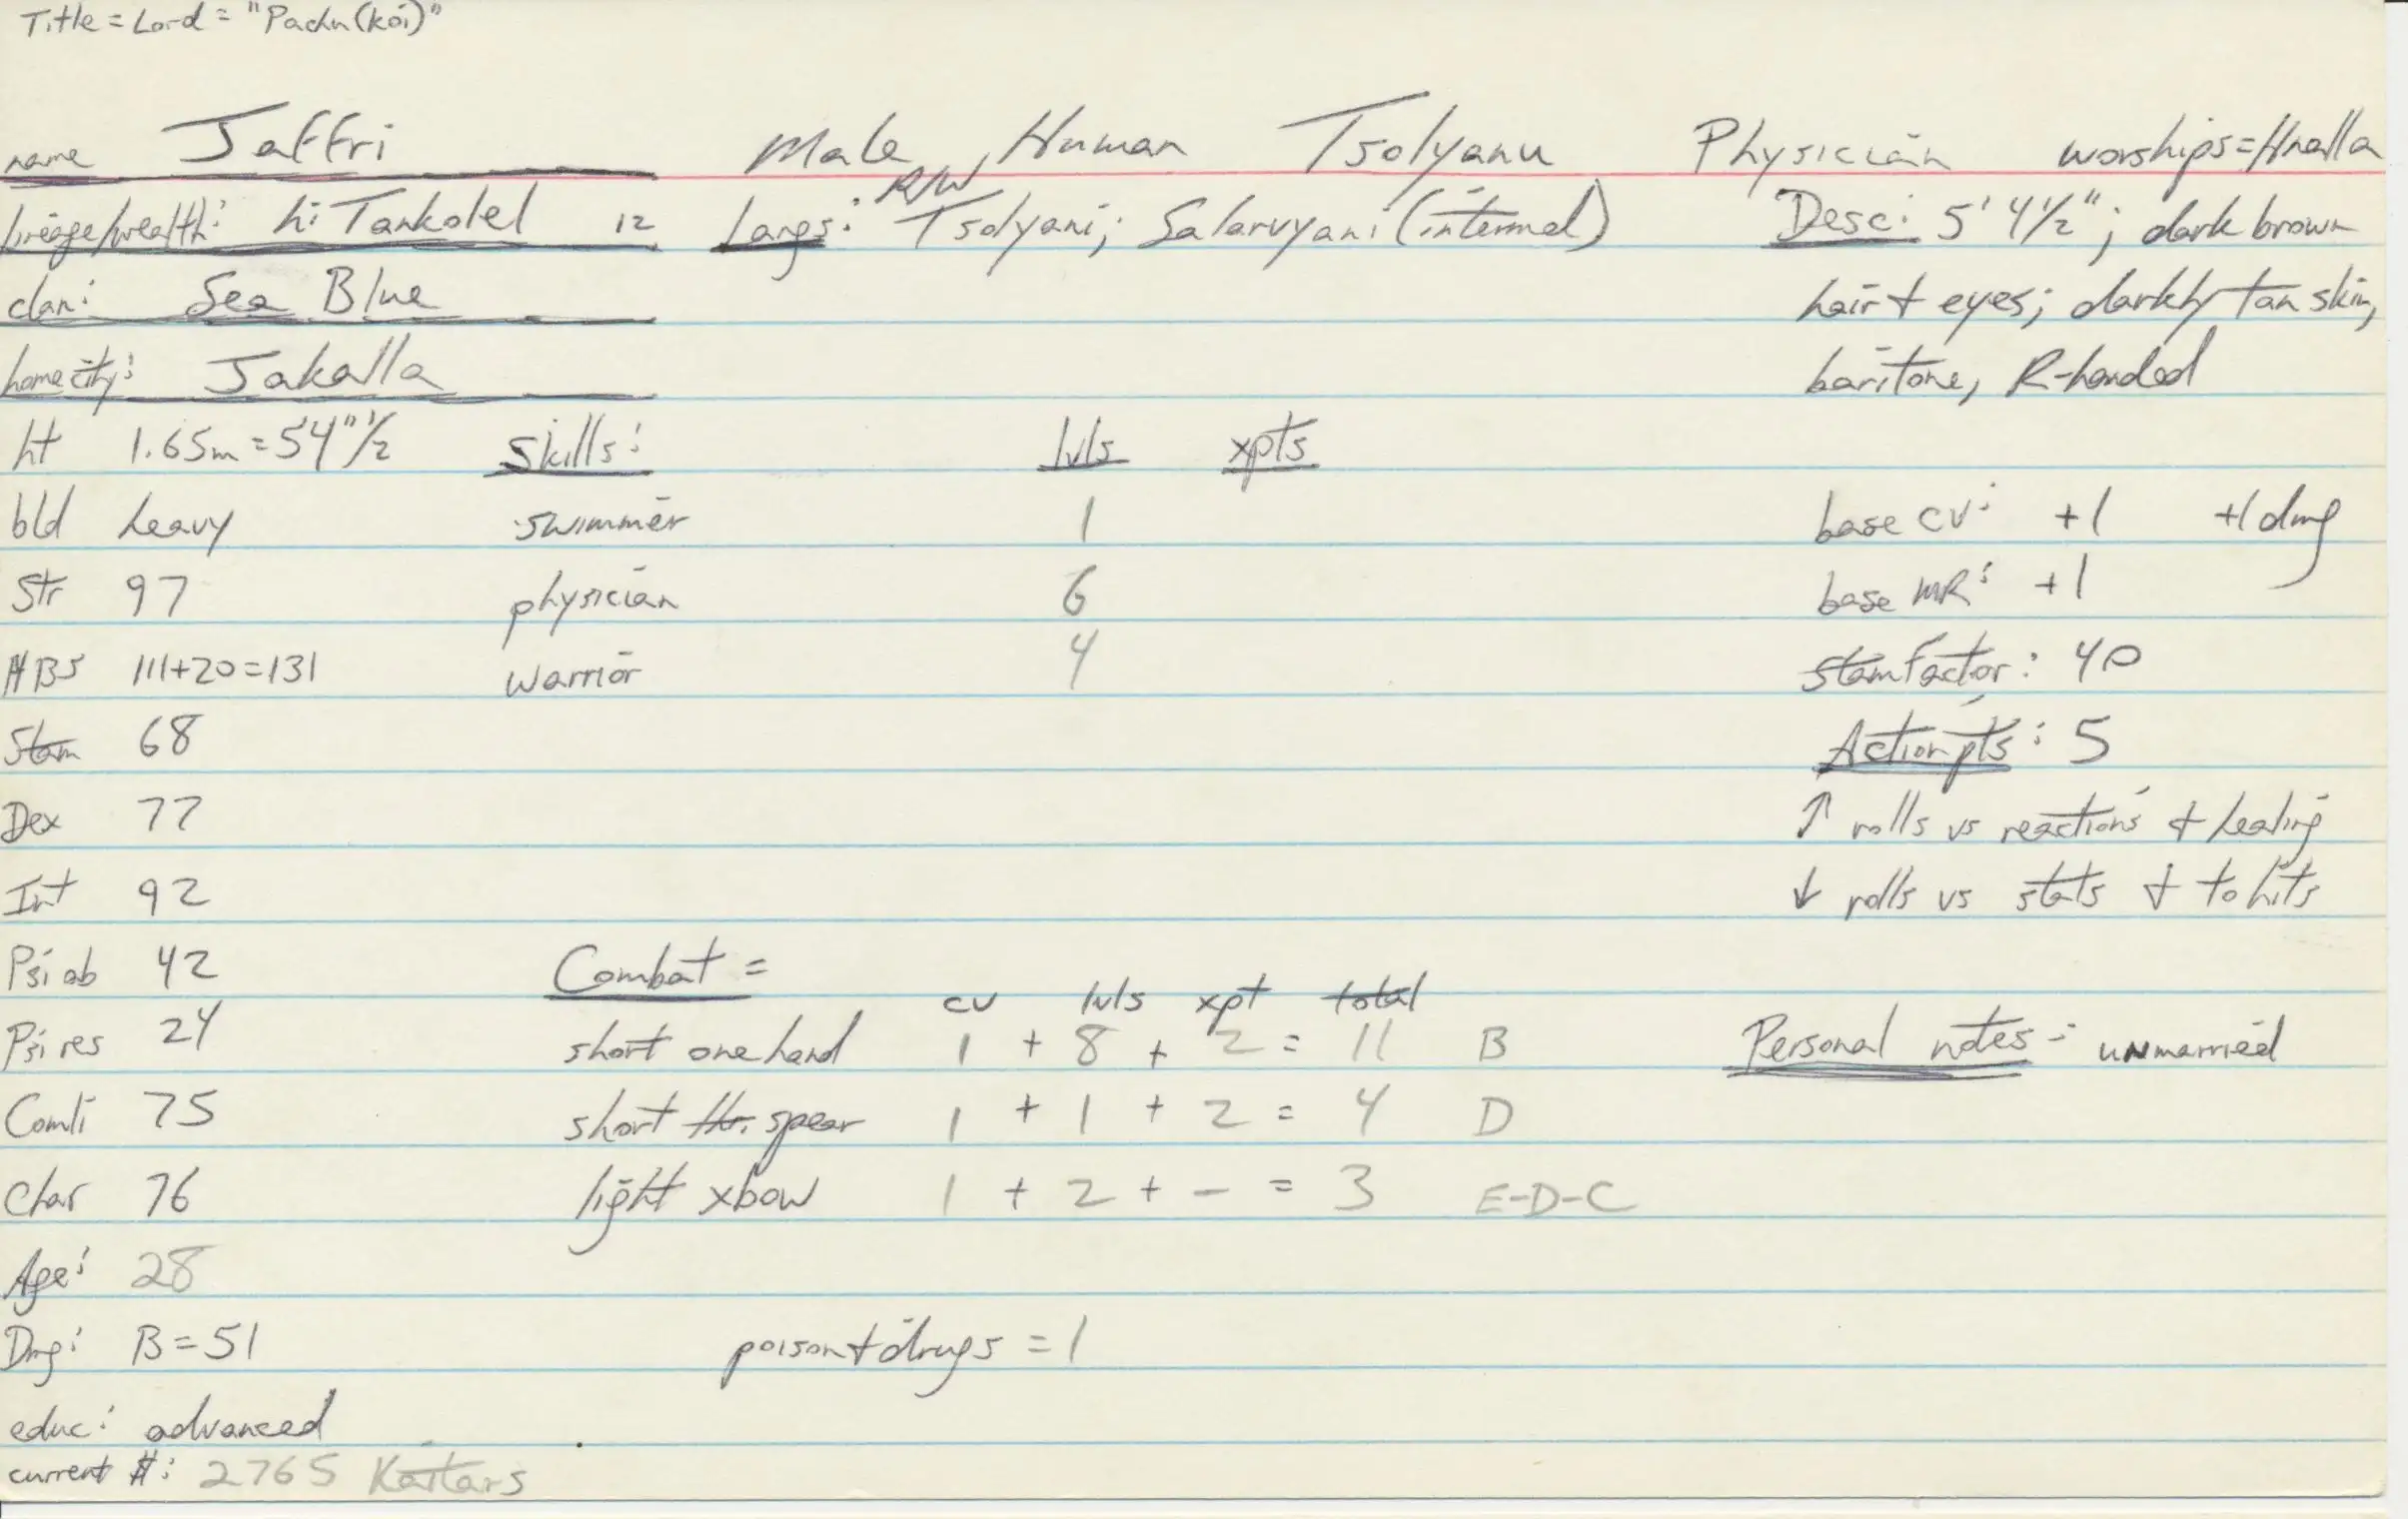 Title = Lord = "Pachu(koi)"
name Jaffri Male, Human Tsolyanu Physician worships=Hnalla
lineage/wealth: hi Tankolel 12 Langs: R/W Tsolyani; Salarvyani (intermed) Desc: 5' 4 1/2"; dark brown
clan: Sea Blue hair + eyes; darkly tan skin,
home city: Jakalla baritone, R-handed
ht 1.65m = 5'4" 1/2 Skills: lvls xpts
bld heavy swimmer 1 base cv: +1 +1 dmg
Str 97 physician 6 base MR: +1
HBS 111+20=131 warrior 4 stam factor: 40
Stam 68 Action pts: 5
Dex 77 ↑ rolls vs reactions + healing
Int 92 ↓ rolls vs stats + to hits
Psi ab 42 Combat = cv lvls xpt total
Psi res 24 short one hand 1 + 8 + 2 = 11 B Personal notes: unmarried
Comli 75 short thr. spear 1 + 1 + 2 = 4 D
Char 76 light xbow 1 + 2 + - = 3 E-D-C
Age: 28
Dmg: B=51 poison+drugs = 1
educ: advanced
current #: 2765 Kaitars